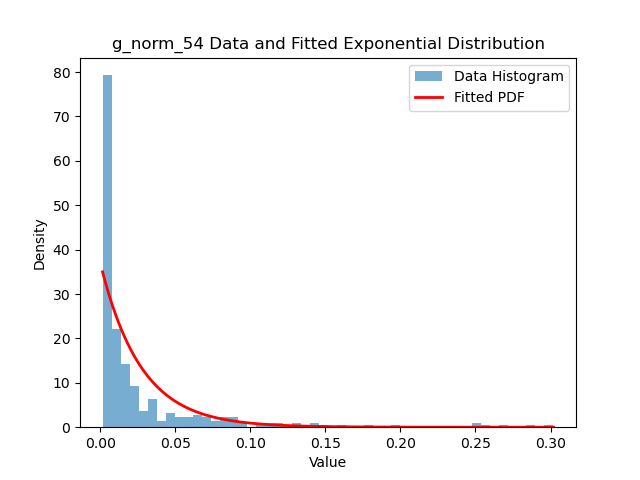 g_norm_54 Data and Fitted Exponential Distribution
Data Histogram
Fitted PDF
80
70
60
50
40
30
20
10
0
Density
0.00 0.05 0.10 0.15 0.20 0.25 0.30
Value